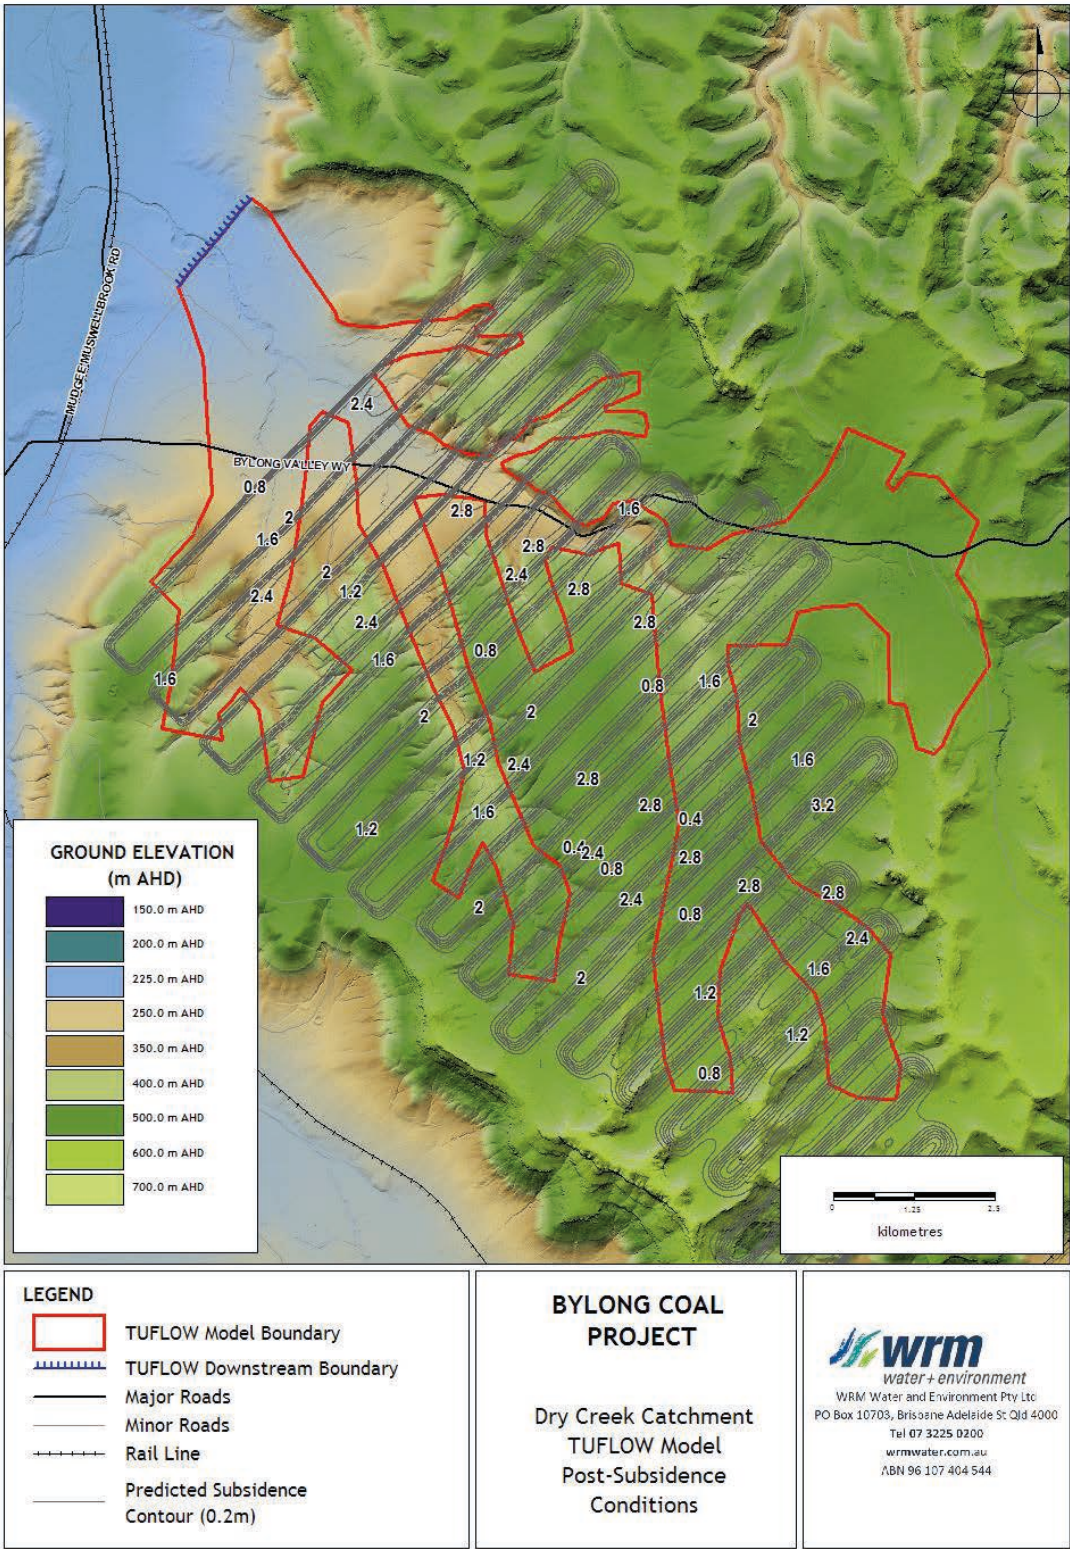 MUDGEE/MUSWELLBROOK RD
2.4
BYLONG VALLEY WY
0.8
2
1.6
2.8
1.6
2.8
2
1.2
2.4
2.4
2.8
2.4
2.8
1.6
1.6
0.8
0.8
1.6
2
2
2
1.2
2.4
1.6
2.8
3.2
1.6
2.8
0.4
1.2
0.4
2.4
0.8
2.8
2.8
2.8
2
2.4
0.8
2.4
1.6
2
1.2
1.2
0.8
GROUND ELEVATION
(m AHD)
150.0 m AHD
200.0 m AHD
225.0 m AHD
250.0 m AHD
350.0 m AHD
400.0 m AHD
500.0 m AHD
600.0 m AHD
700.0 m AHD
0 1.25 2.5
kilometres
LEGEND
TUFLOW Model Boundary
TUFLOW Downstream Boundary
Major Roads
Minor Roads
Rail Line
Predicted Subsidence
Contour (0.2m)
BYLONG COAL
PROJECT
Dry Creek Catchment
TUFLOW Model
Post-Subsidence
Conditions
wrm
water + environment
WRM Water and Environment Pty Ltd
PO Box 10703, Brisbane Adelaide St Qld 4000
Tel 07 3225 0200
wrmwater.com.au
ABN 96 107 404 544